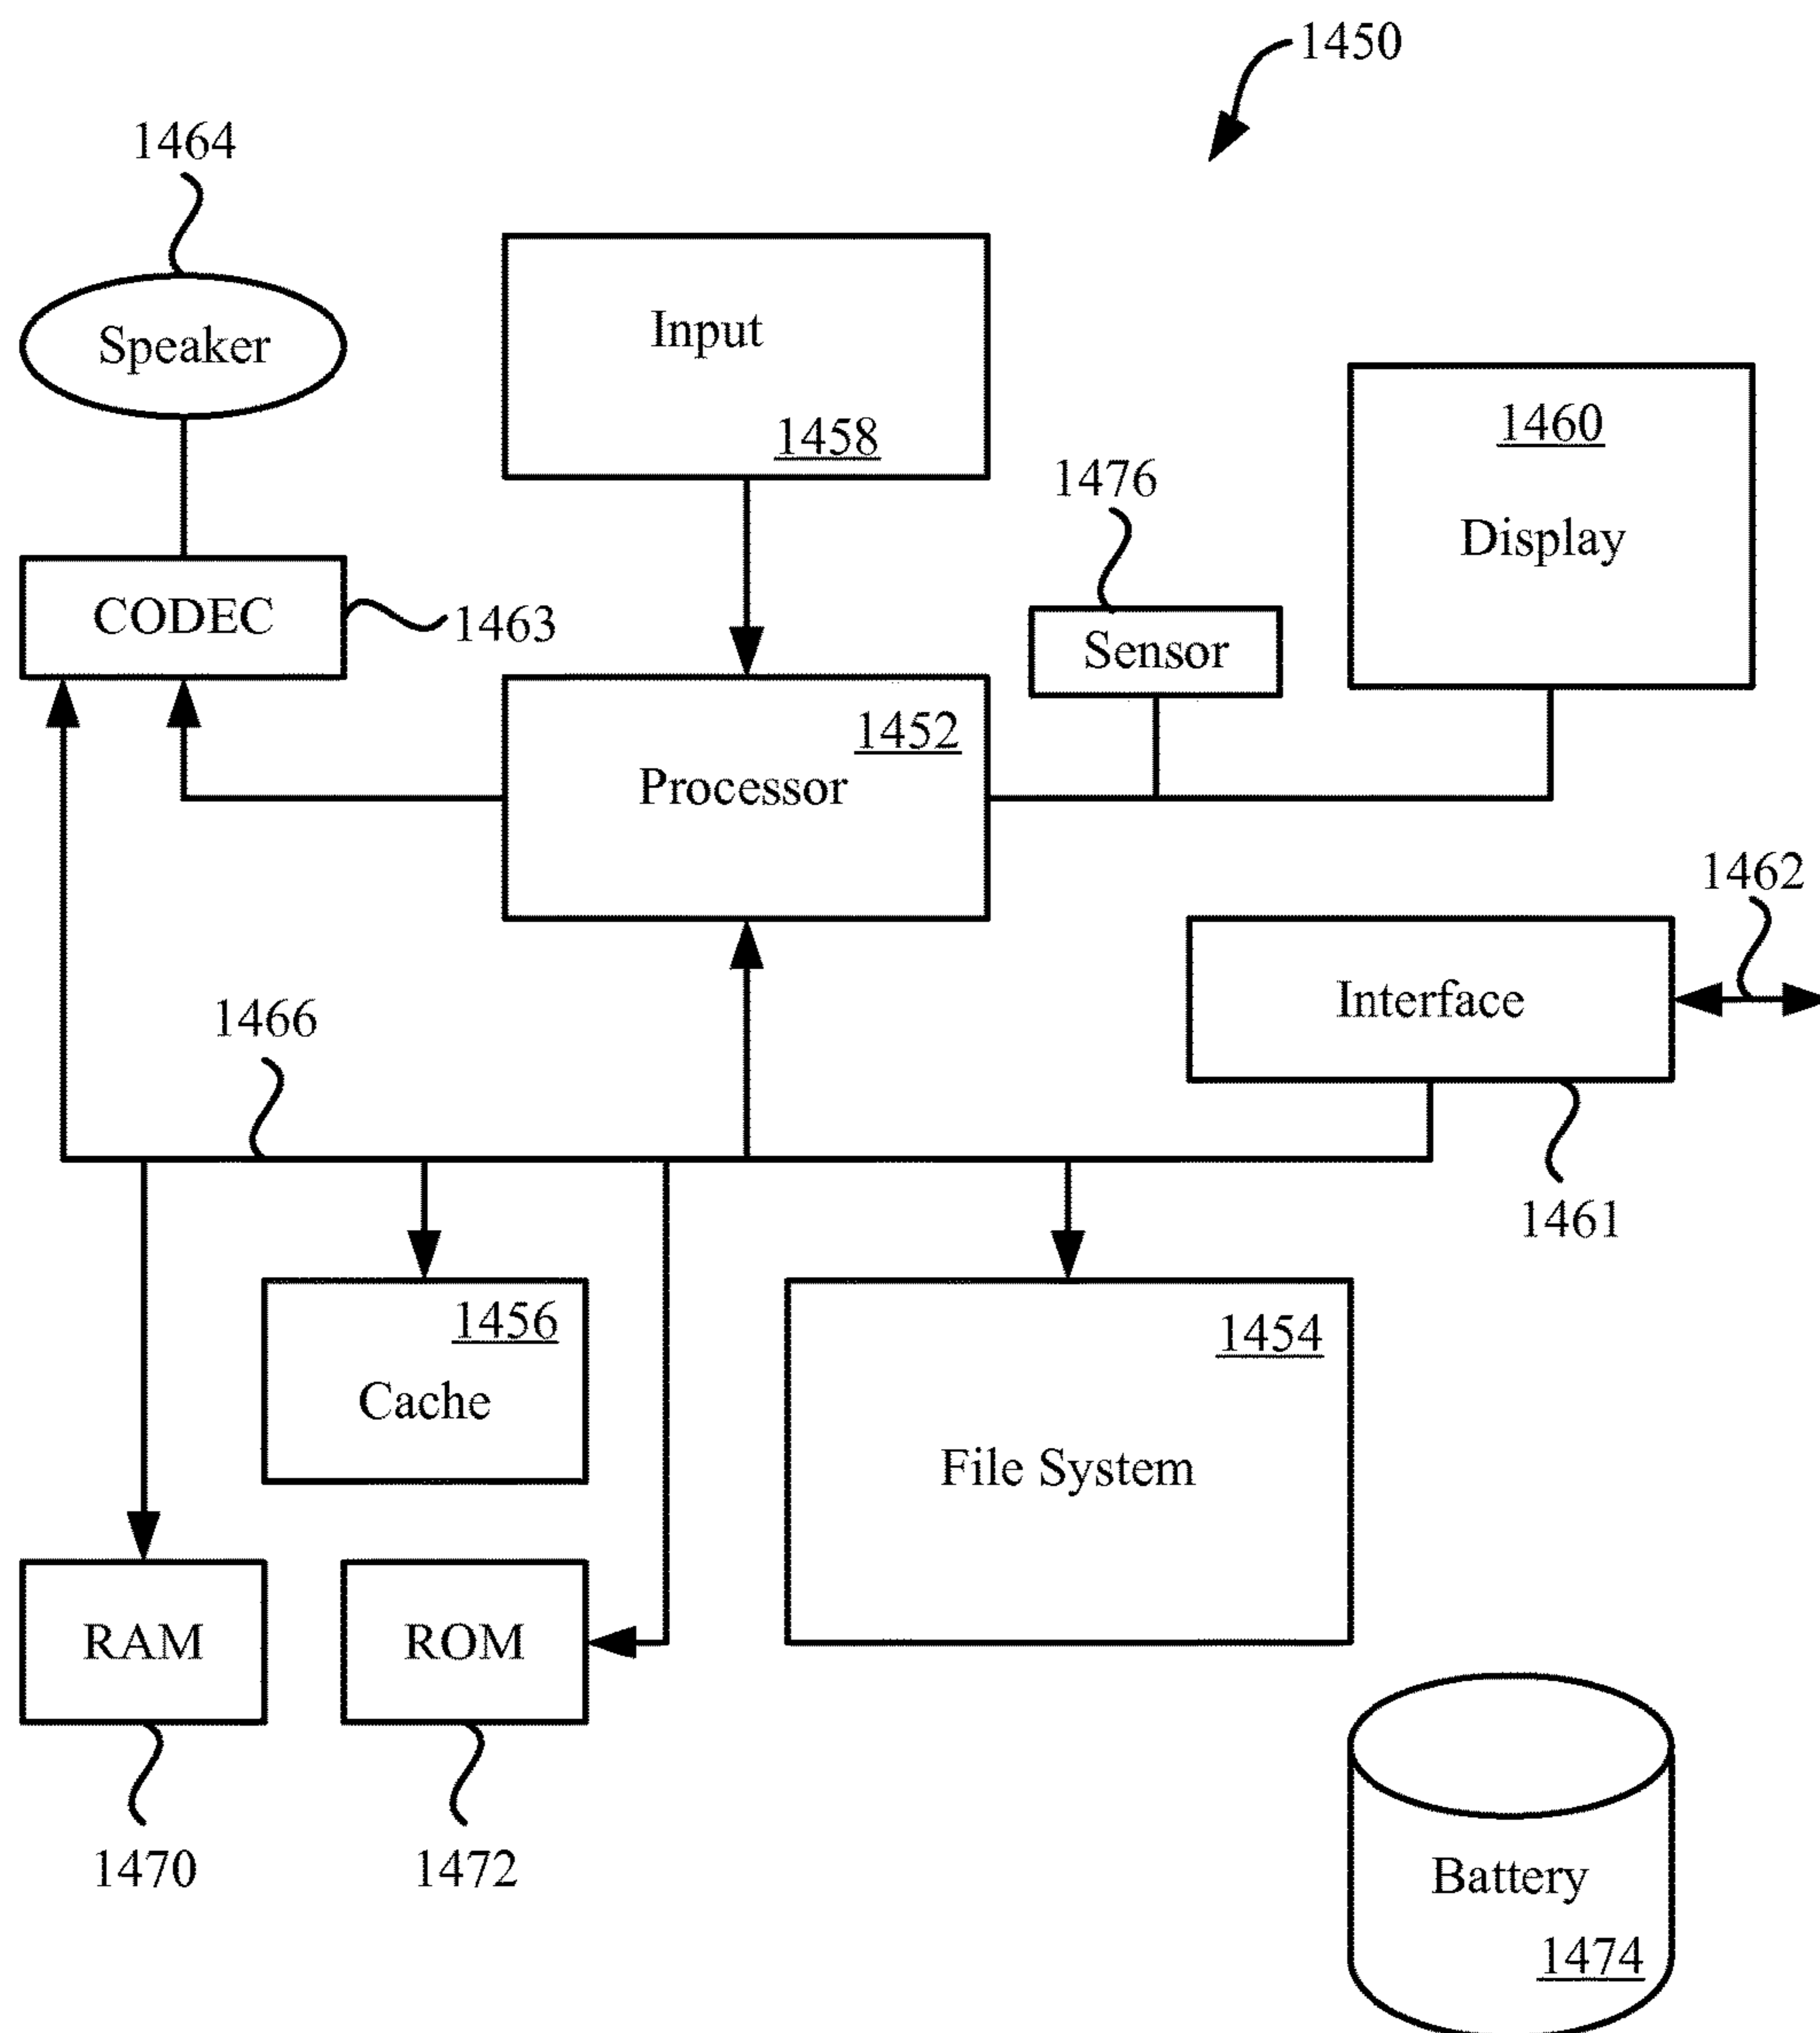 1450
1464
Speaker
Input
1458
1460
Display
1476
Sensor
CODEC
1463
1452
Processor
1462
Interface
1466
1461
1456
Cache
1454
File System
RAM
ROM
1470
1472
Battery
1474